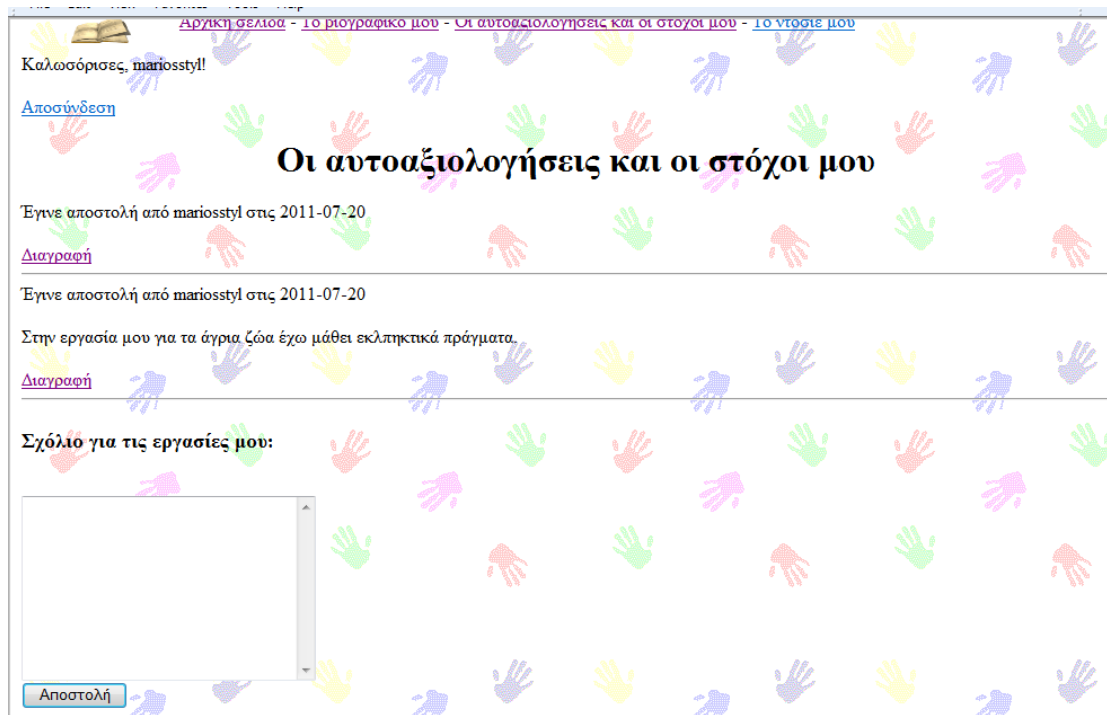 Αρχική σελίδα - Το βιογραφικό μου - Οι αυτοαξιολογήσεις και οι στόχοι μου - Το ντοσιέ μου
Καλωσόρισες, mariosstyl!
Αποσύνδεση
Οι αυτοαξιολογήσεις και οι στόχοι μου
Έγινε αποστολή από mariosstyl στις 2011-07-20
Διαγραφή
Έγινε αποστολή από mariosstyl στις 2011-07-20
Στην εργασία μου για τα άγρια ζώα έχω μάθει εκλπηκτικά πράγματα.
Διαγραφή
Σχόλιο για τις εργασίες μου:
Αποστολή